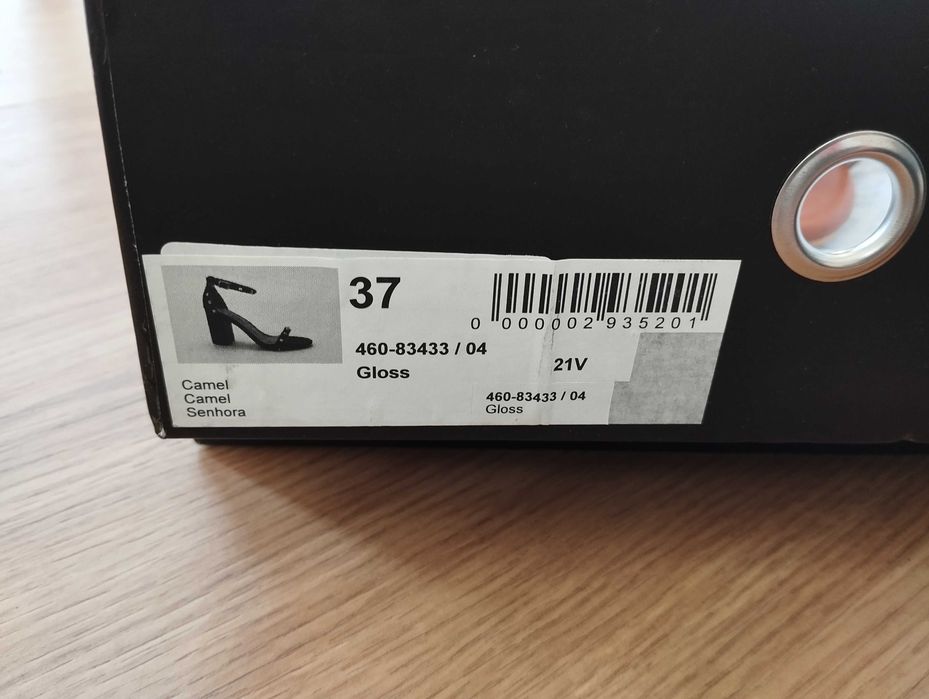 37
460-83433 / 04
Gloss
Camel
Camel
Senhora
0 000002 935201
21V
460-83433 / 04
Gloss